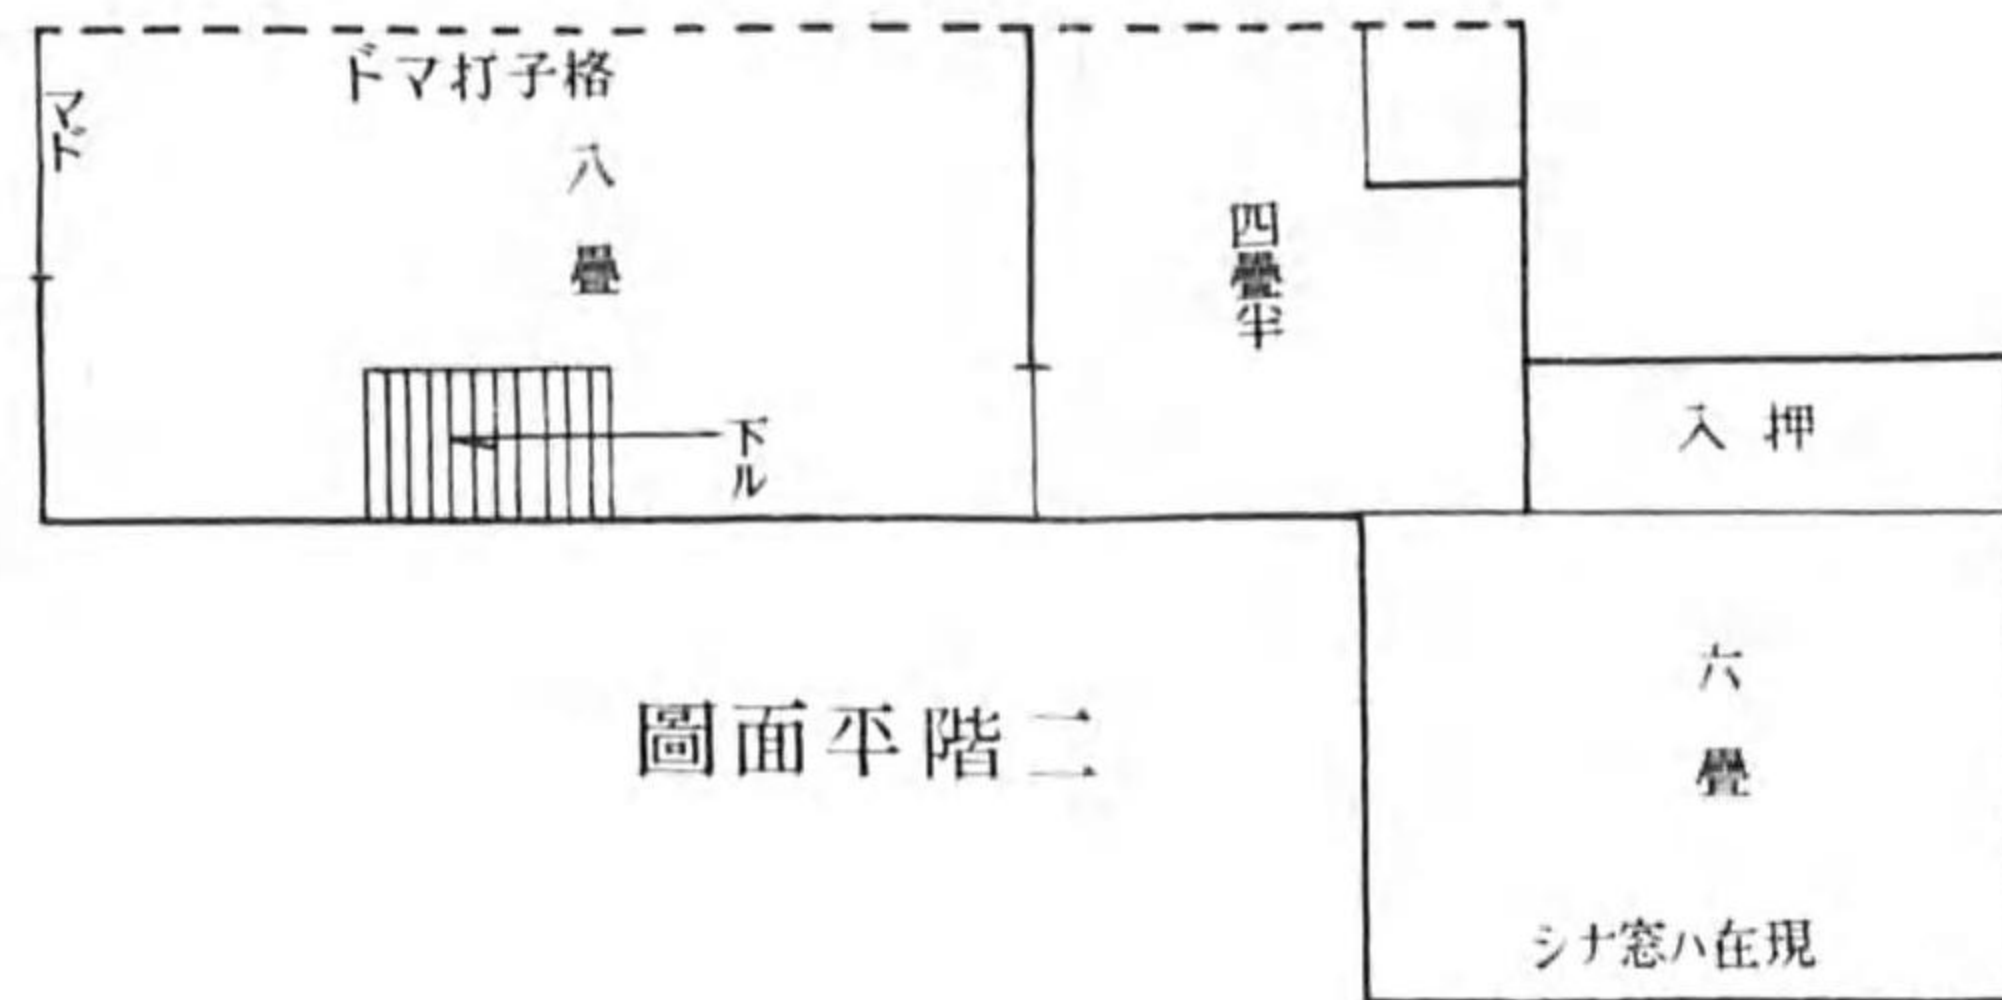 二階平面圖
格子打マド
マド
八疊
下ル
四疊半
押入
六疊
現在ハ窓ナシ